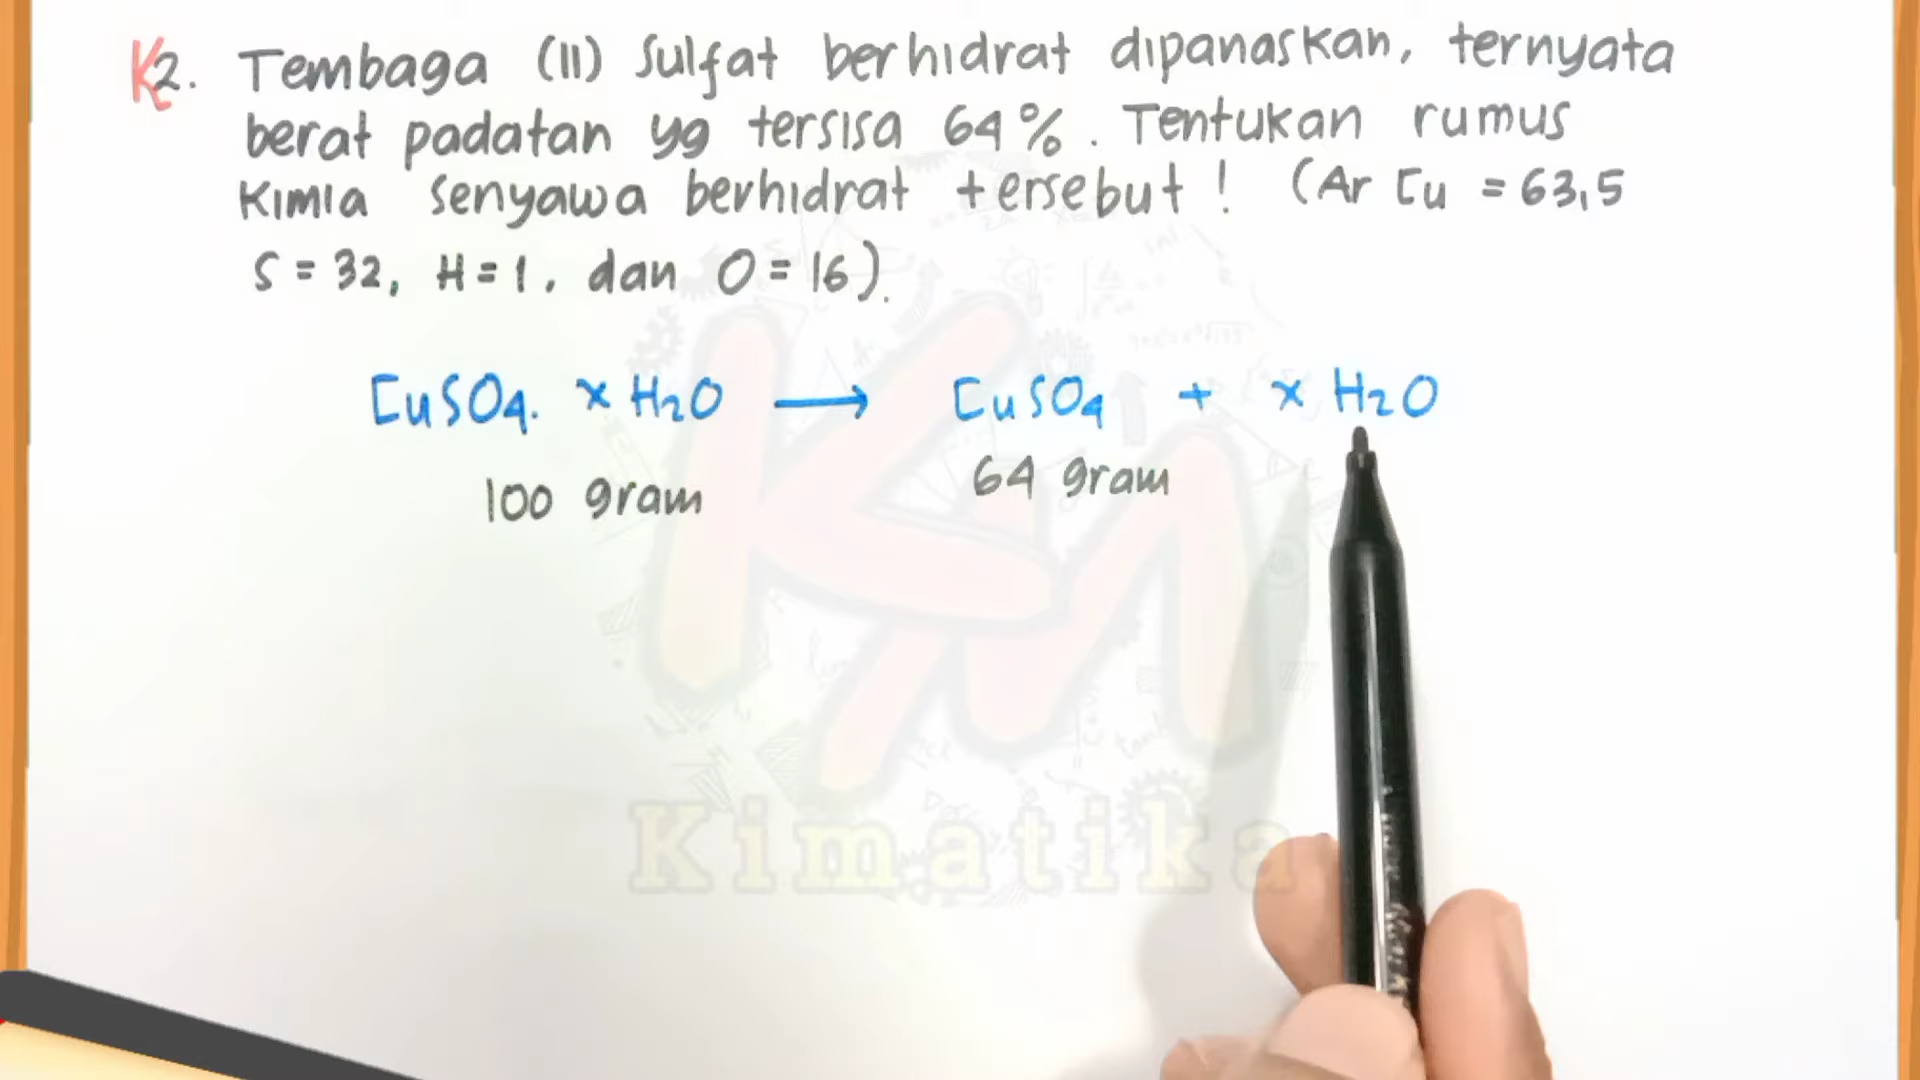 K2. Tembaga (II) Sulfat berhidrat dipanaskan, ternyata
berat padatan yg tersisa 64%. Tentukan rumus
Kimia senyawa berhidrat tersebut! (Ar Cu = 63,5
S = 32, H = 1, dan O = 16).
CuSO4. x H2O → CuSO4 + x H2O
100 gram
64 gram
Kimatika